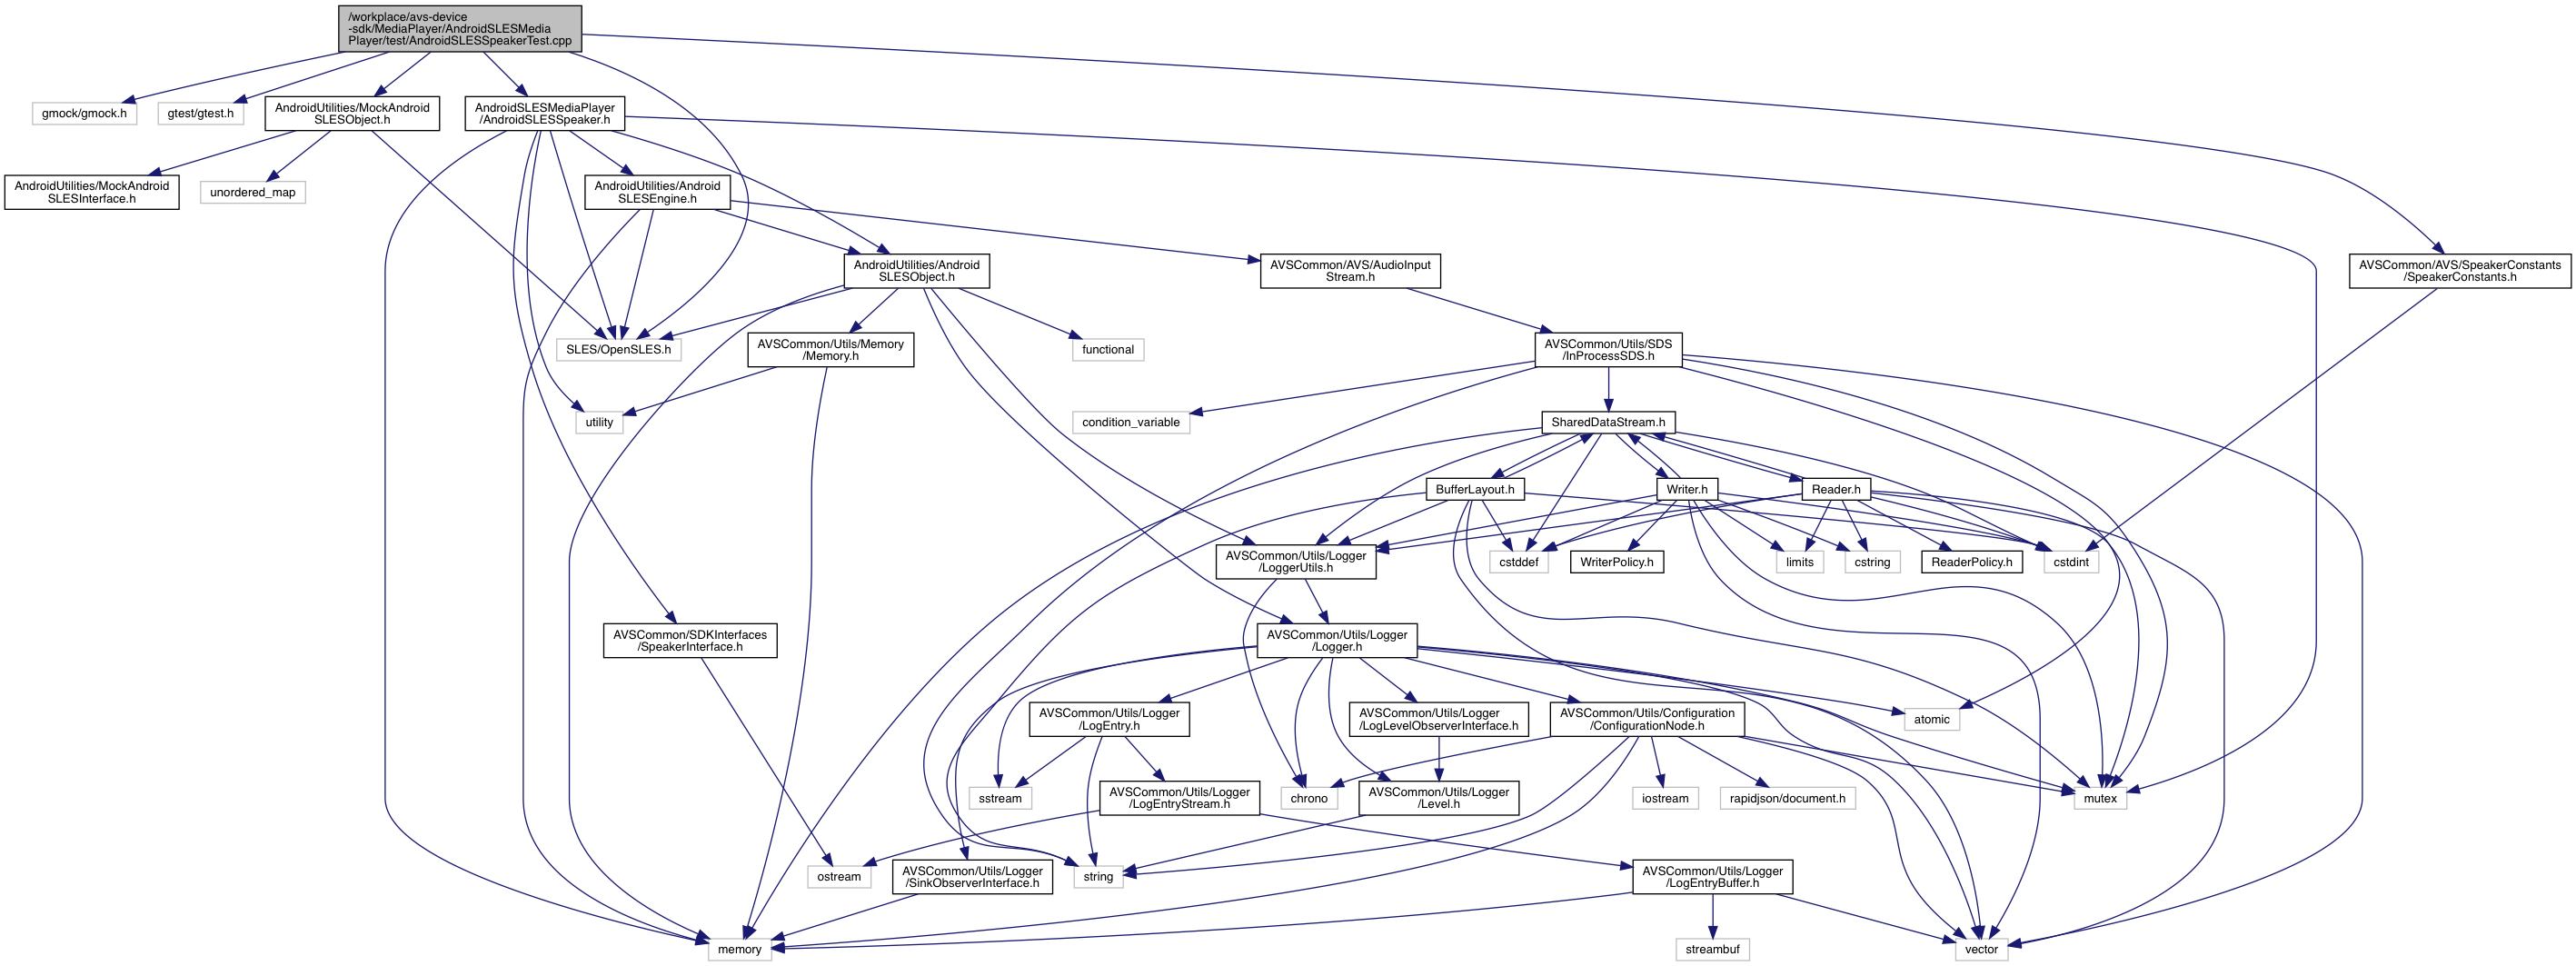 /workplace/avs-device
-sdk/MediaPlayer/AndroidSLESMedia
Player/test/AndroidSLESSpeakerTest.cpp
gmock/gmock.h
gtest/gtest.h
AndroidUtilities/MockAndroid
SLESObject.h
AndroidSLESMediaPlayer
/AndroidSLESSpeaker.h
AndroidUtilities/MockAndroid
SLESInterface.h
unordered_map
AndroidUtilities/Android
SLESEngine.h
AndroidUtilities/Android
SLESObject.h
AVSCommon/AVS/AudioInput
Stream.h
AVSCommon/AVS/SpeakerConstants
/SpeakerConstants.h
SLES/OpenSLES.h
AVSCommon/Utils/Memory
/Memory.h
functional
AVSCommon/Utils/SDS
/InProcessSDS.h
utility
condition_variable
SharedDataStream.h
BufferLayout.h
Writer.h
Reader.h
AVSCommon/Utils/Logger
/LoggerUtils.h
cstddef
WriterPolicy.h
limits
cstring
ReaderPolicy.h
cstdint
AVSCommon/SDKInterfaces
/SpeakerInterface.h
AVSCommon/Utils/Logger
/Logger.h
AVSCommon/Utils/Logger
/LogEntry.h
AVSCommon/Utils/Logger
/LogLevelObserverInterface.h
AVSCommon/Utils/Configuration
/ConfigurationNode.h
atomic
sstream
AVSCommon/Utils/Logger
/LogEntryStream.h
chrono
AVSCommon/Utils/Logger
/Level.h
iostream
rapidjson/document.h
mutex
ostream
AVSCommon/Utils/Logger
/SinkObserverInterface.h
string
AVSCommon/Utils/Logger
/LogEntryBuffer.h
memory
streambuf
vector